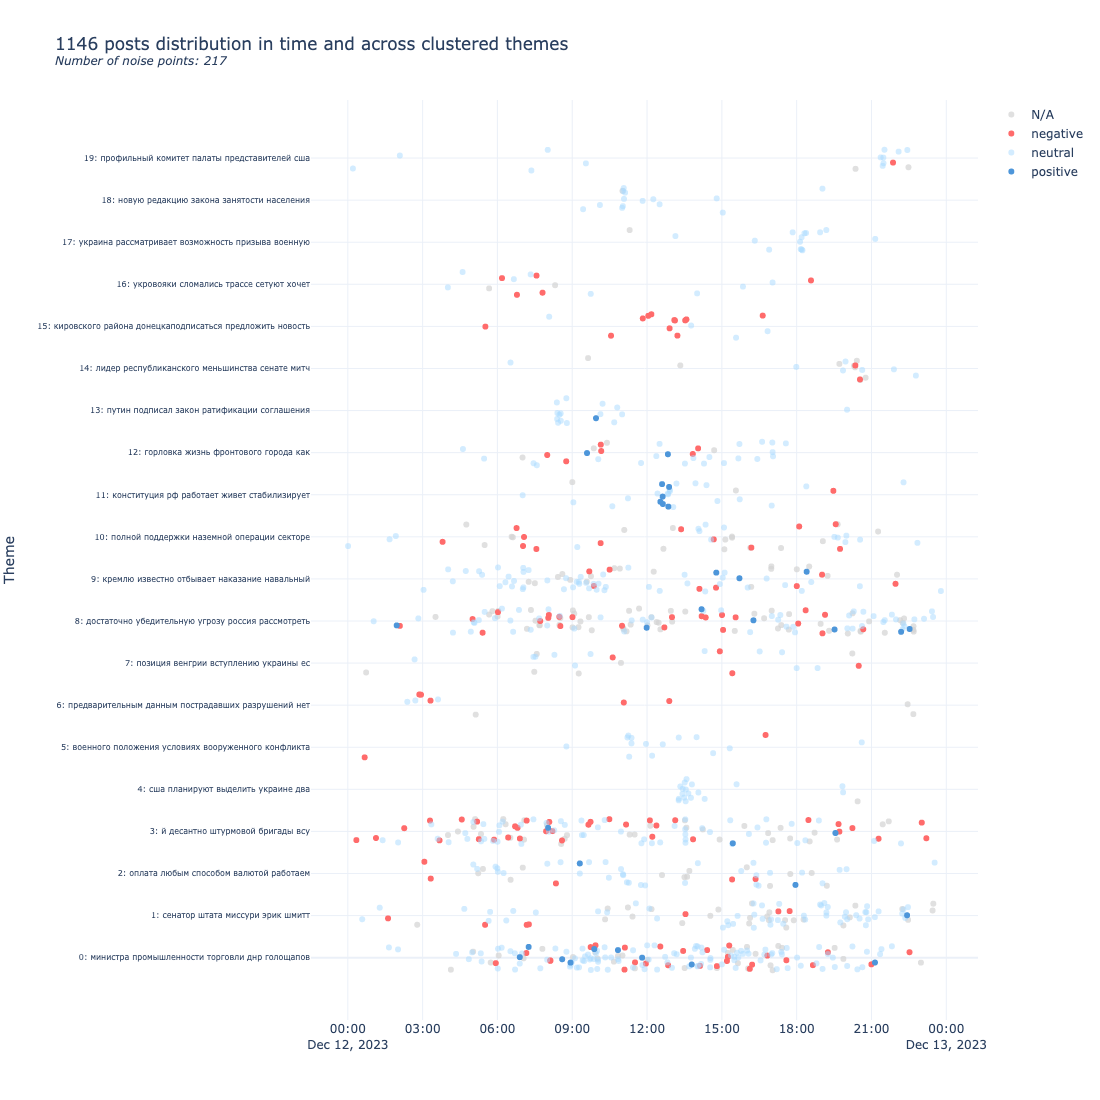 1146 posts distribution in time and across clustered themes
Number of noise points: 217
N/A
negative
neutral
positive
Theme
19: профильный комитет палаты представителей сша
18: новую редакцию закона занятости населения
17: украина рассматривает возможность призыва военную
16: укровояки сломались трассе сетуют хочет
15: кировского района донецкаподписаться предложить новость
14: лидер республиканского меньшинства сенате митч
13: путин подписал закон ратификации соглашения
12: горловка жизнь фронтового города как
11: конституция рф работает живет стабилизирует
10: полной поддержки наземной операции секторе
9: кремлю известно отбывает наказание навальный
8: достаточно убедительную угрозу россия рассмотреть
7: позиция венгрии вступлению украины ес
6: предварительным данным пострадавших разрушений нет
5: военного положения условиях вооруженного конфликта
4: сша планируют выделить украине два
3: й десантно штурмовой бригады всу
2: оплата любым способом валютой работаем
1: сенатор штата миссури эрик шмитт
0: министра промышленности торговли днр голощапов
00:00 03:00 06:00 09:00 12:00 15:00 18:00 21:00 00:00
Dec 12, 2023 Dec 13, 2023